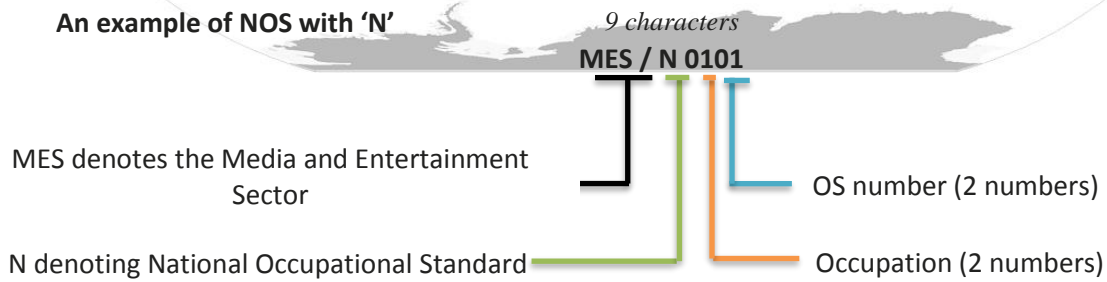 An example of NOS with ‘N’
9 characters
MES / N 0101
MES denotes the Media and Entertainment
Sector
OS number (2 numbers)
N denoting National Occupational Standard
Occupation (2 numbers)